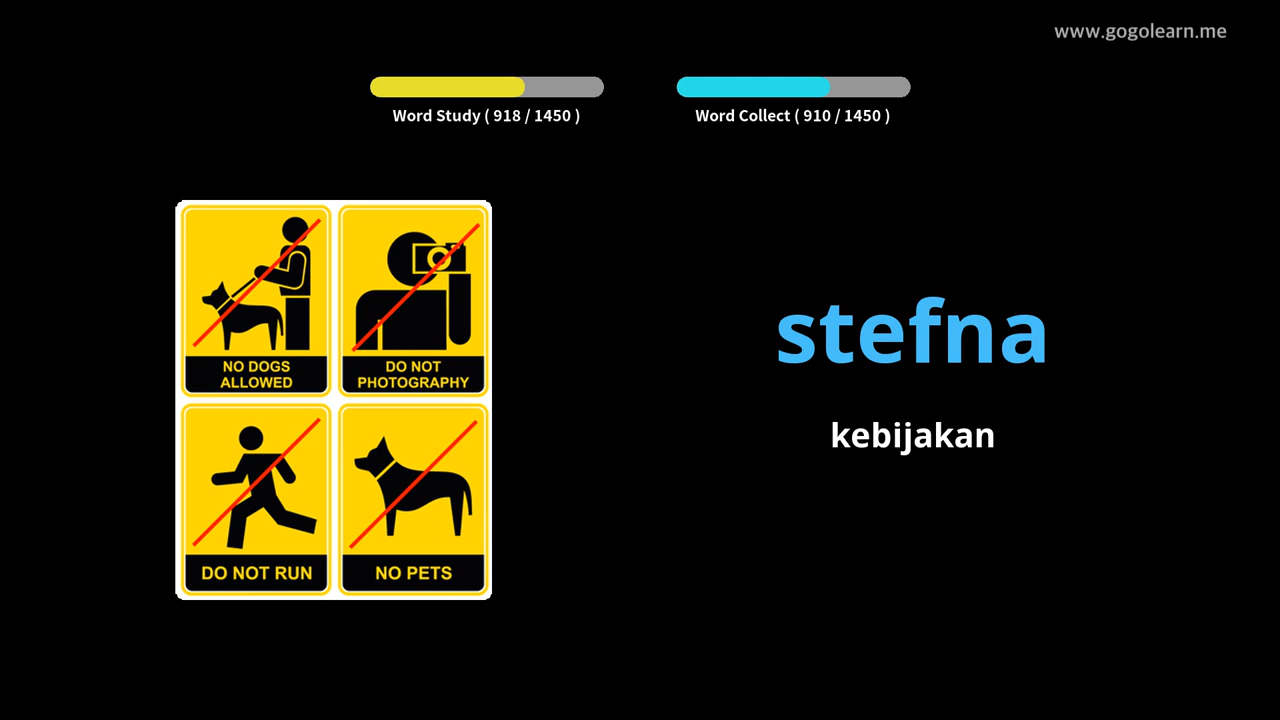 www.gogolearn.me
Word Study ( 918 / 1450 )
Word Collect ( 910 / 1450 )
NO DOGS
ALLOWED
DO NOT
PHOTOGRAPHY
DO NOT RUN
NO PETS
stefna
kebijakan